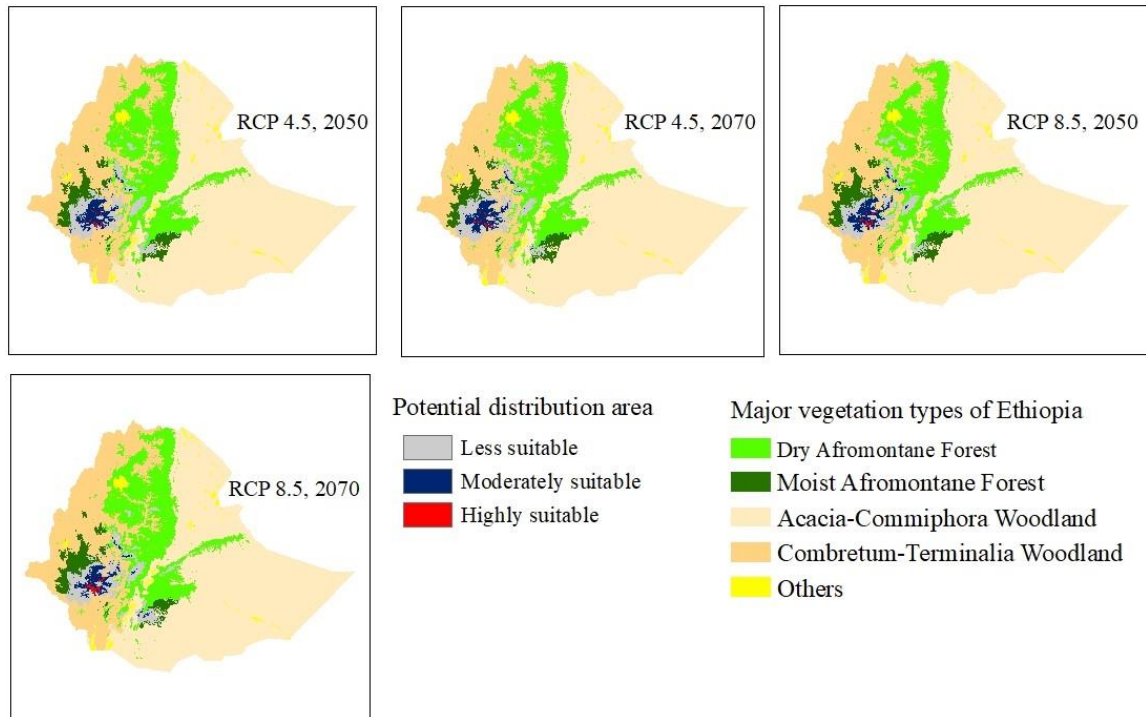 RCP 4.5, 2050
RCP 4.5, 2070
RCP 8.5, 2050
RCP 8.5, 2070
Potential distribution area
Less suitable
Moderately suitable
Highly suitable
Major vegetation types of Ethiopia
Dry Afromontane Forest
Moist Afromontane Forest
Acacia-Commiphora Woodland
Combretum-Terminalia Woodland
Others